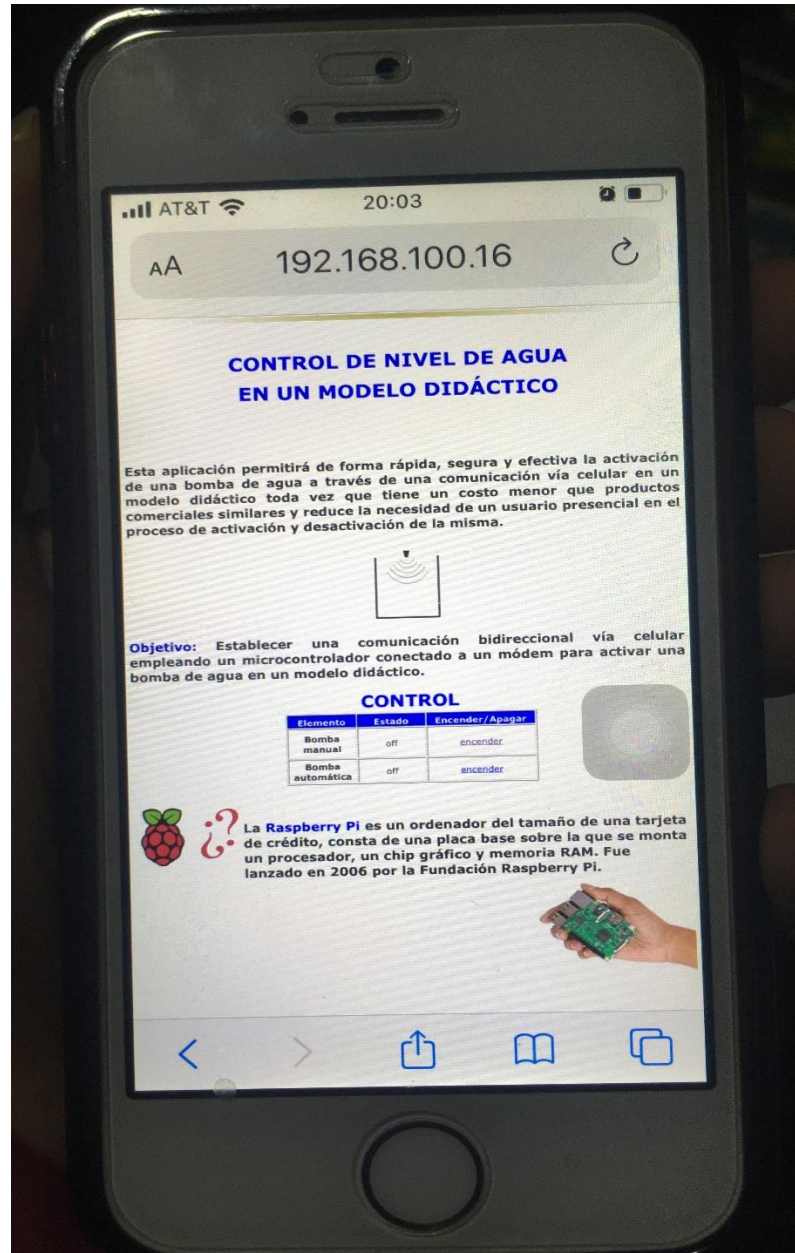 AT&T 20:03
AA 192.168.100.16
CONTROL DE NIVEL DE AGUA
EN UN MODELO DIDÁCTICO
Esta aplicación permitirá de forma rápida, segura y efectiva la activación
de una bomba de agua a través de una comunicación vía celular en un
modelo didáctico toda vez que tiene un costo menor que productos
comerciales similares y reduce la necesidad de un usuario presencial en el
proceso de activación y desactivación de la misma.
Objetivo: Establecer una comunicación bidireccional vía celular
empleando un microcontrolador conectado a un módem para activar una
bomba de agua en un modelo didáctico.
CONTROL
Elemento Estado Encender/Apagar
Bomba
manual off encender
Bomba
automática off encender
¿?
La Raspberry Pi es un ordenador del tamaño de una tarjeta
de crédito, consta de una placa base sobre la que se monta
un procesador, un chip gráfico y memoria RAM. Fue
lanzado en 2006 por la Fundación Raspberry Pi.